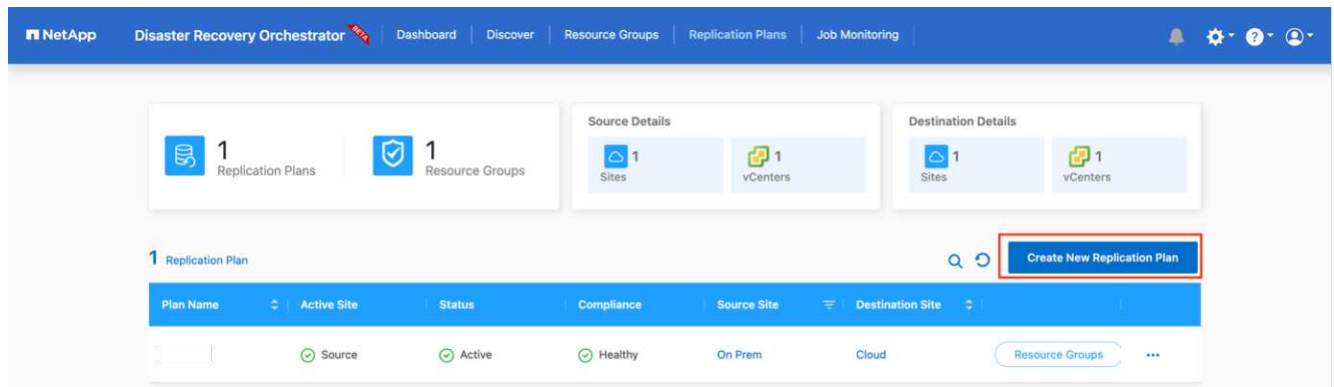 NetApp Disaster Recovery Orchestrator BETA Dashboard Discover Resource Groups Replication Plans Job Monitoring
Source Details Destination Details
1 Replication Plans 1 Resource Groups 1 Sites 1 vCenters 1 Sites 1 vCenters
1 Replication Plan Create New Replication Plan
Plan Name Active Site Status Compliance Source Site Destination Site
Source Active Healthy On Prem Cloud Resource Groups